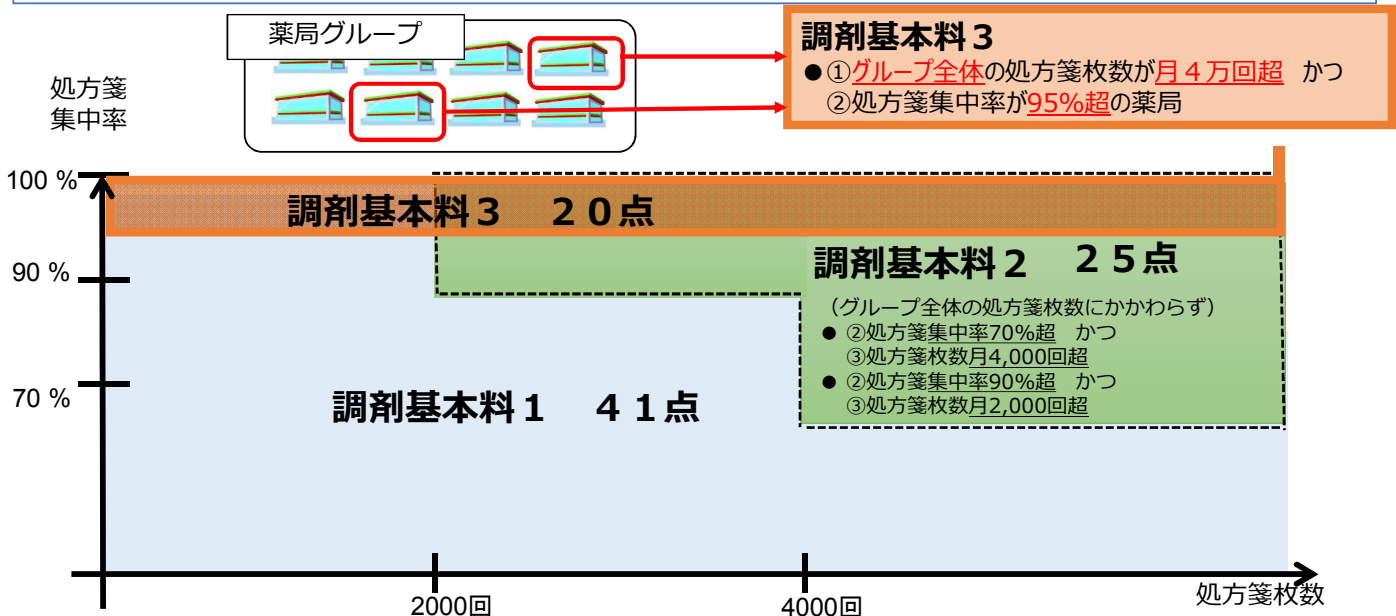 薬局グループ
処方箋
集中率
調剤基本料３
●①グループ全体の処方箋枚数が月４万回超　かつ
②処方箋集中率が95%超の薬局
100 %
90 %
70 %
調剤基本料３　２０点
調剤基本料２　２５点
（グループ全体の処方箋枚数にかかわらず）
● ②処方箋集中率70%超　かつ
③処方箋枚数月4,000回超
● ②処方箋集中率90%超　かつ
③処方箋枚数月2,000回超
調剤基本料１　４１点
2000回
4000回
処方箋枚数